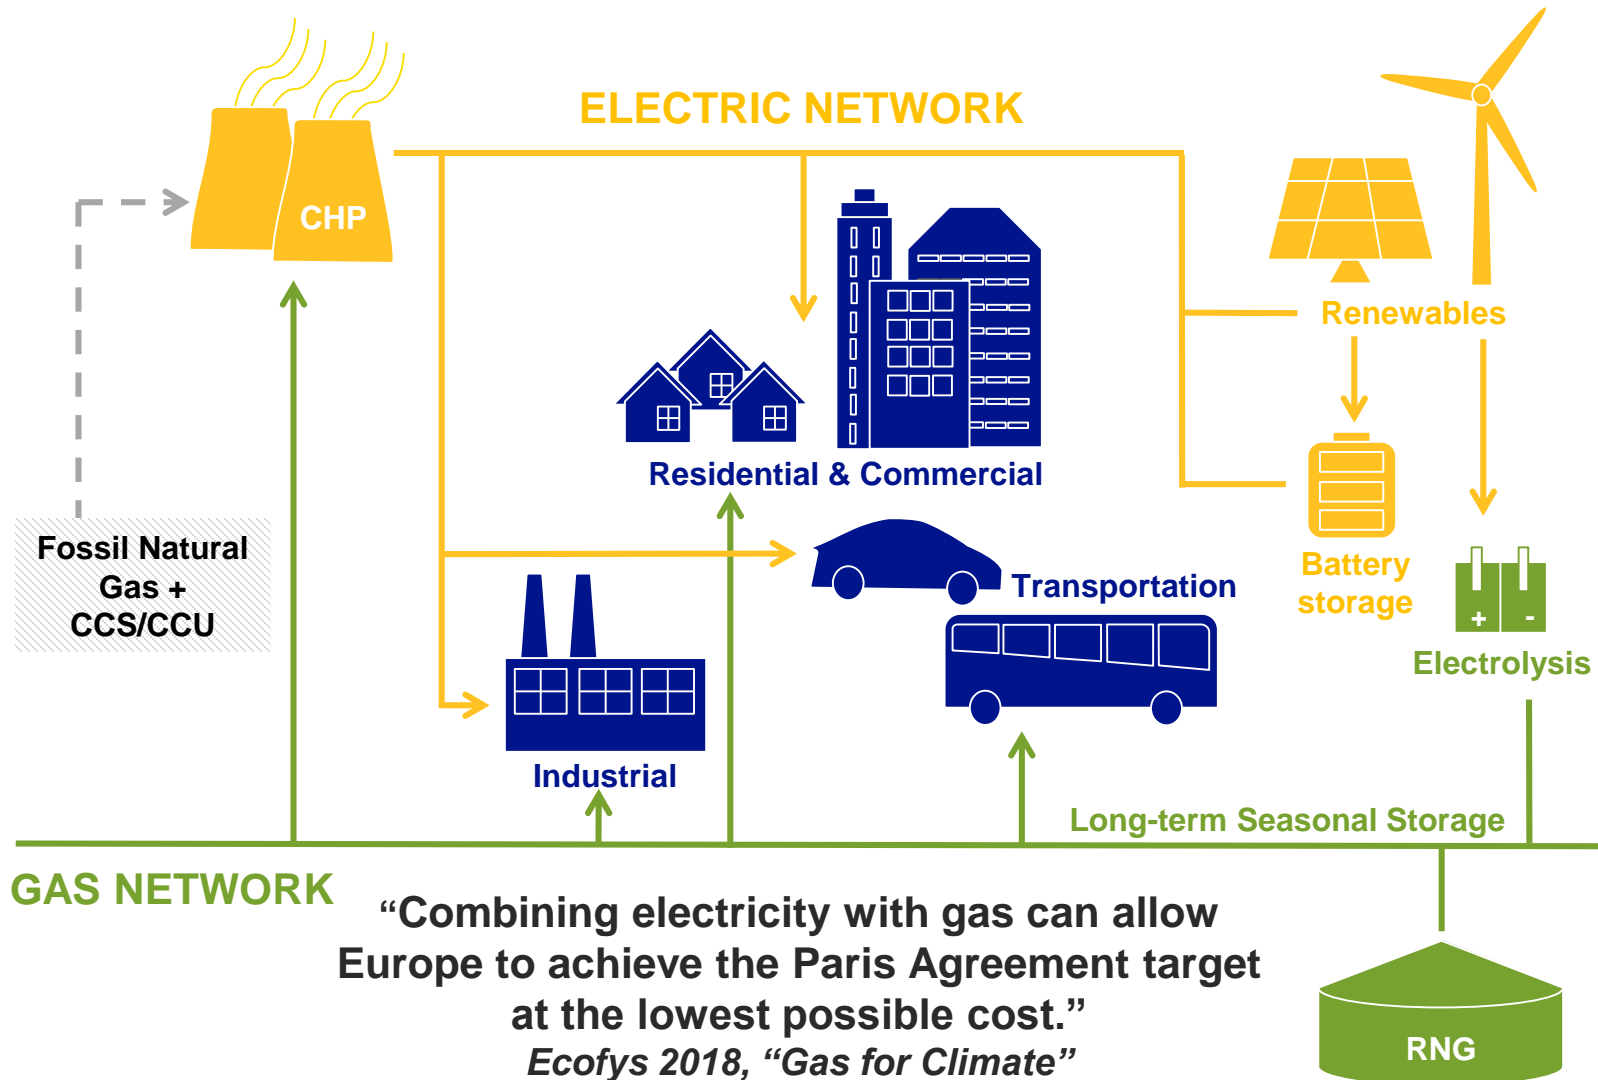 ELECTRIC NETWORK
CHP
Renewables
Residential & Commercial
Fossil Natural
Gas +
CCS/CCU
Battery
storage
Transportation
+ -
Electrolysis
Industrial
Long-term Seasonal Storage
GAS NETWORK
“Combining electricity with gas can allow
Europe to achieve the Paris Agreement target
at the lowest possible cost.”
Ecofys 2018, “Gas for Climate”
RNG